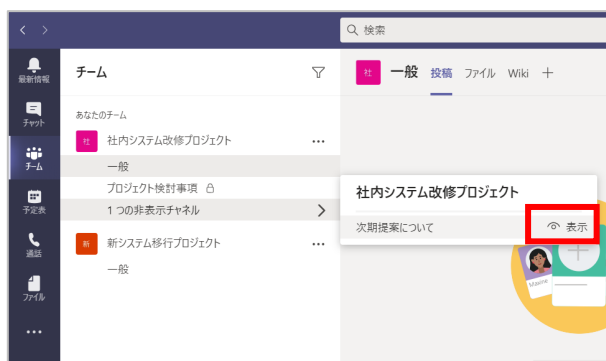 検索
最新情報
チャット
チーム
予定表
通話
ファイル
チーム
あなたのチーム
社 社内システム改修プロジェクト
一般
プロジェクト検討事項
1 つの非表示チャネル
新 新システム移行プロジェクト
一般
社 一般 投稿 ファイル Wiki
社内システム改修プロジェクト
次期提案について 表示
Maxine